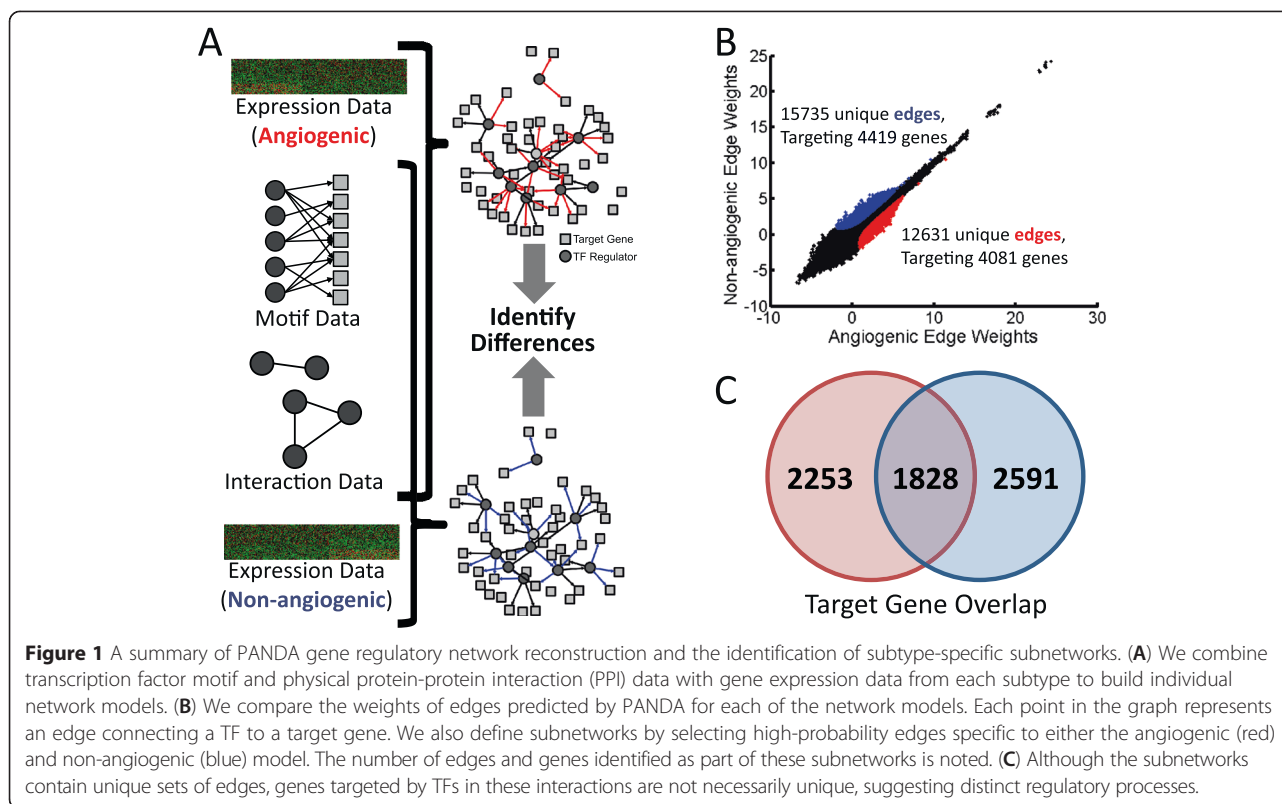 A
Expression Data
(Angiogenic)
Motif Data
Interaction Data
Expression Data
(Non-angiogenic)
Target Gene
TF Regulator
Identify
Differences
B
Non-angiogenic Edge Weights
25
20
15
10
5
0
-5
-10
15735 unique edges,
Targeting 4419 genes
12631 unique edges,
Targeting 4081 genes
-10
0
10
20
30
Angiogenic Edge Weights
C
2253
1828
2591
Target Gene Overlap
Figure 1 A summary of PANDA gene regulatory network reconstruction and the identification of subtype-specific subnetworks. (A) We combine
transcription factor motif and physical protein-protein interaction (PPI) data with gene expression data from each subtype to build individual
network models. (B) We compare the weights of edges predicted by PANDA for each of the network models. Each point in the graph represents
an edge connecting a TF to a target gene. We also define subnetworks by selecting high-probability edges specific to either the angiogenic (red)
and non-angiogenic (blue) model. The number of edges and genes identified as part of these subnetworks is noted. (C) Although the subnetworks
contain unique sets of edges, genes targeted by TFs in these interactions are not necessarily unique, suggesting distinct regulatory processes.